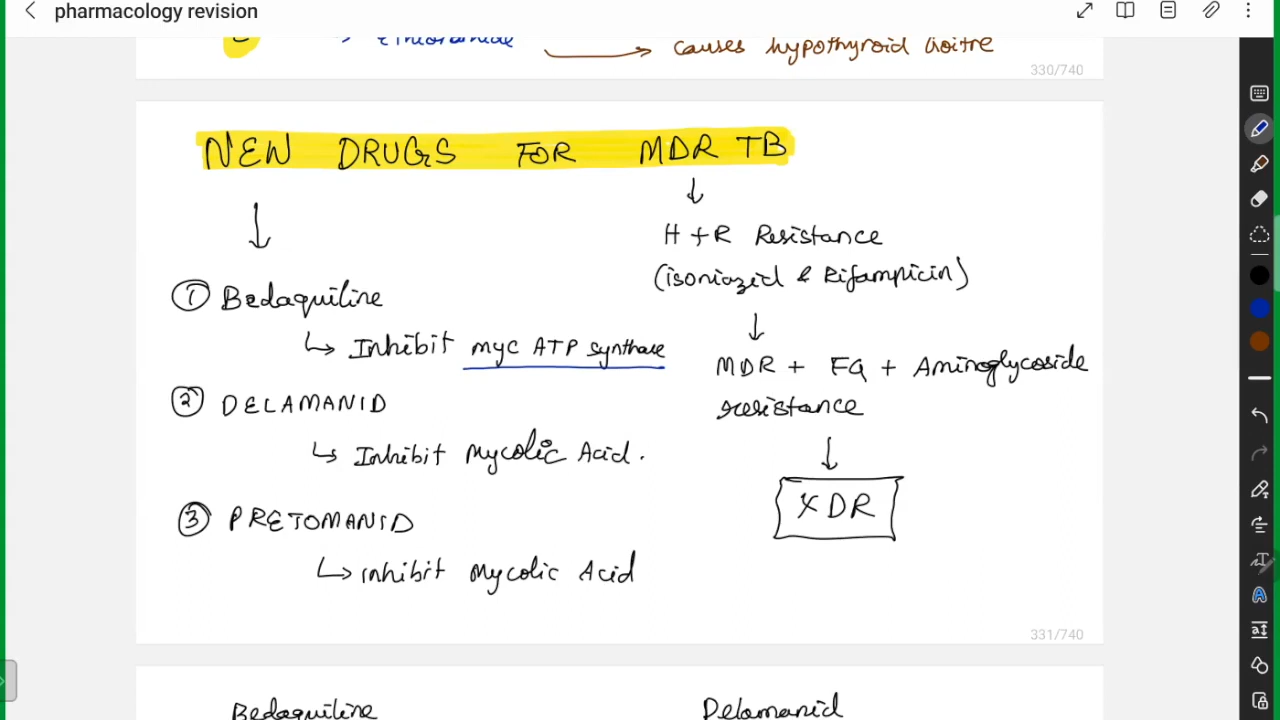 pharmacology revision
Ethionamide → causes hypothyroid Goitre
330/740
NEW DRUGS FOR MDR TB
① Bedaquiline
↳ Inhibit myc ATP synthase
② DELAMANID
↳ Inhibit Mycolic Acid.
③ PRETOMANID
↳ inhibit Mycolic Acid
H + R Resistance
(isoniazid & Rifampicin)
MDR + FQ + Aminoglycoside
resistance
XDR
331/740
Bedaquiline
Delamanid